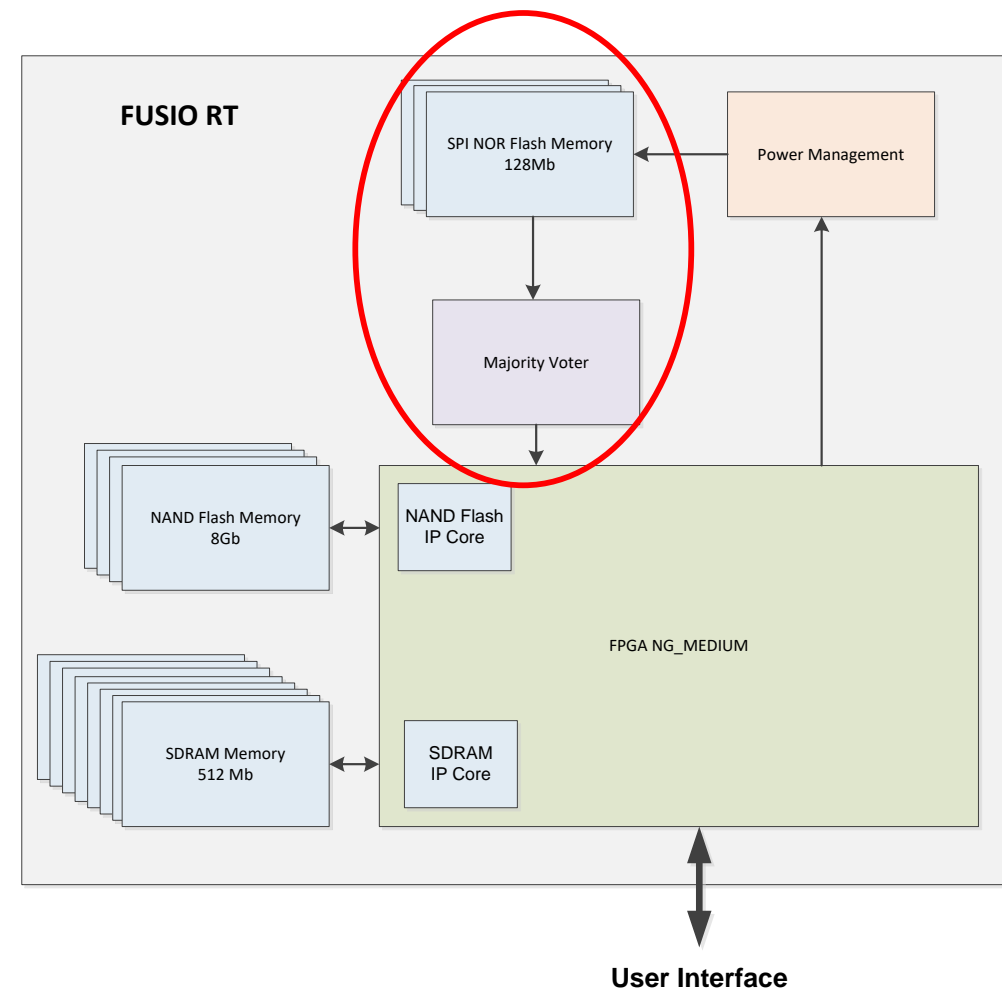 FUSIO RT
SPI NOR Flash Memory
128Mb
Power Management
Majority Voter
NAND Flash Memory
8Gb
NAND Flash
IP Core
FPGA NG_MEDIUM
SDRAM Memory
512 Mb
SDRAM
IP Core
User Interface